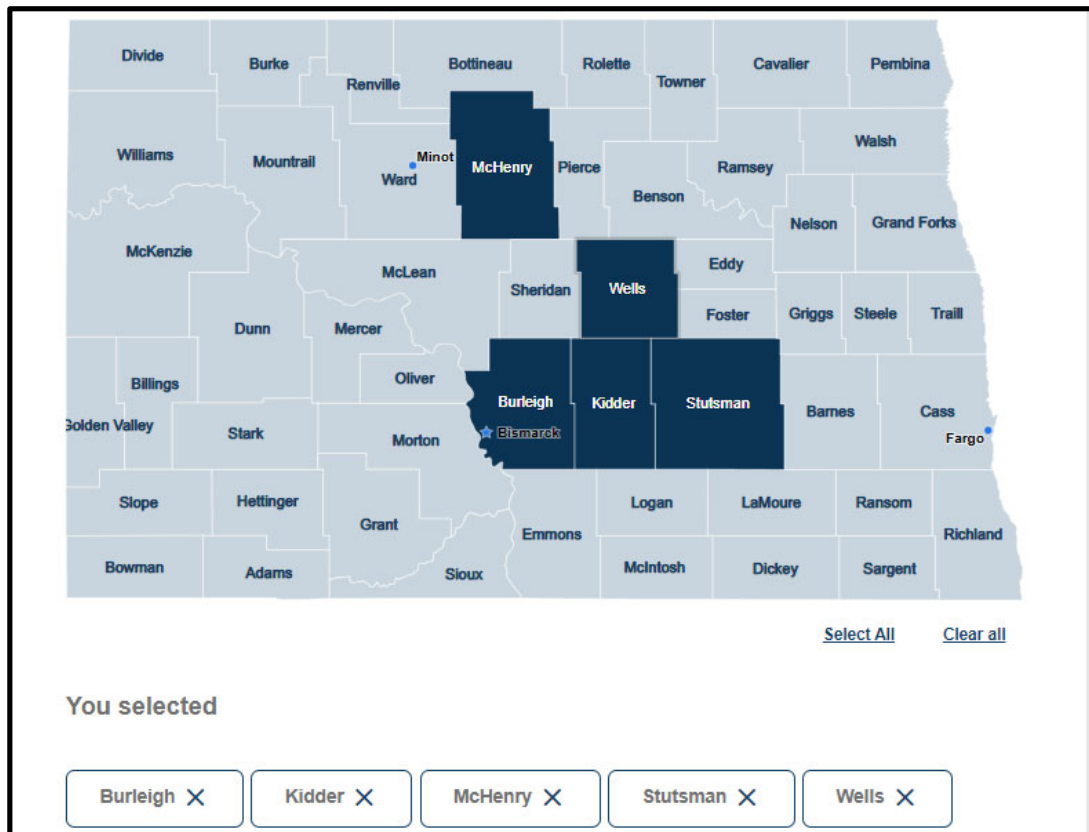 Divide
Burke
Renville
Bottineau
Rolette
Towner
Cavalier
Pembina
Williams
Mountrail
Minot
Ward
McHenry
Pierce
Benson
Ramsey
Walsh
Nelson
Grand Forks
McKenzie
McLean
Sheridan
Wells
Eddy
Foster
Griggs
Steele
Traill
Dunn
Mercer
Oliver
Billings
Golden Valley
Stark
Morton
Burleigh
Bismarck
Kidder
Stutsman
Barnes
Cass
Fargo
Slope
Hettinger
Grant
Emmons
Logan
LaMoure
Ransom
Richland
Bowman
Adams
Sioux
McIntosh
Dickey
Sargent
Select All
Clear all
You selected
Burleigh X
Kidder X
McHenry X
Stutsman X
Wells X